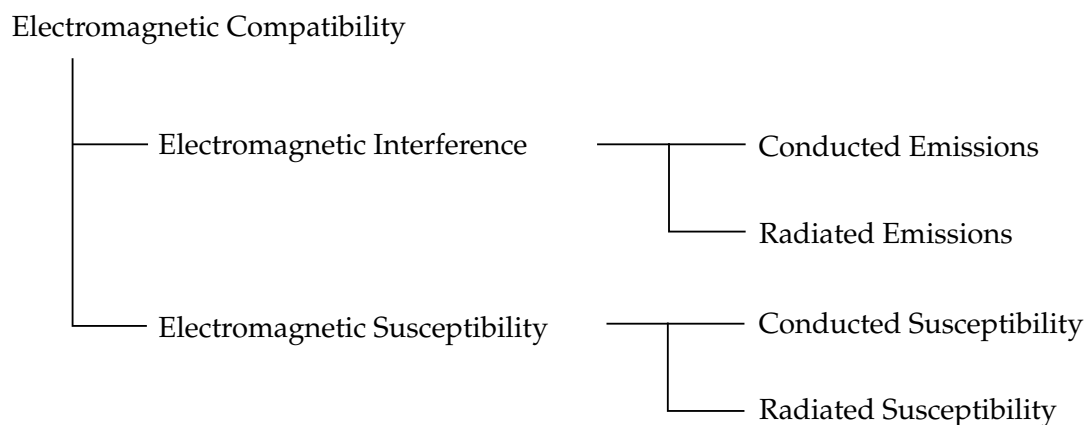 Electromagnetic Compatibility
Electromagnetic Interference
Conducted Emissions
Radiated Emissions
Electromagnetic Susceptibility
Conducted Susceptibility
Radiated Susceptibility